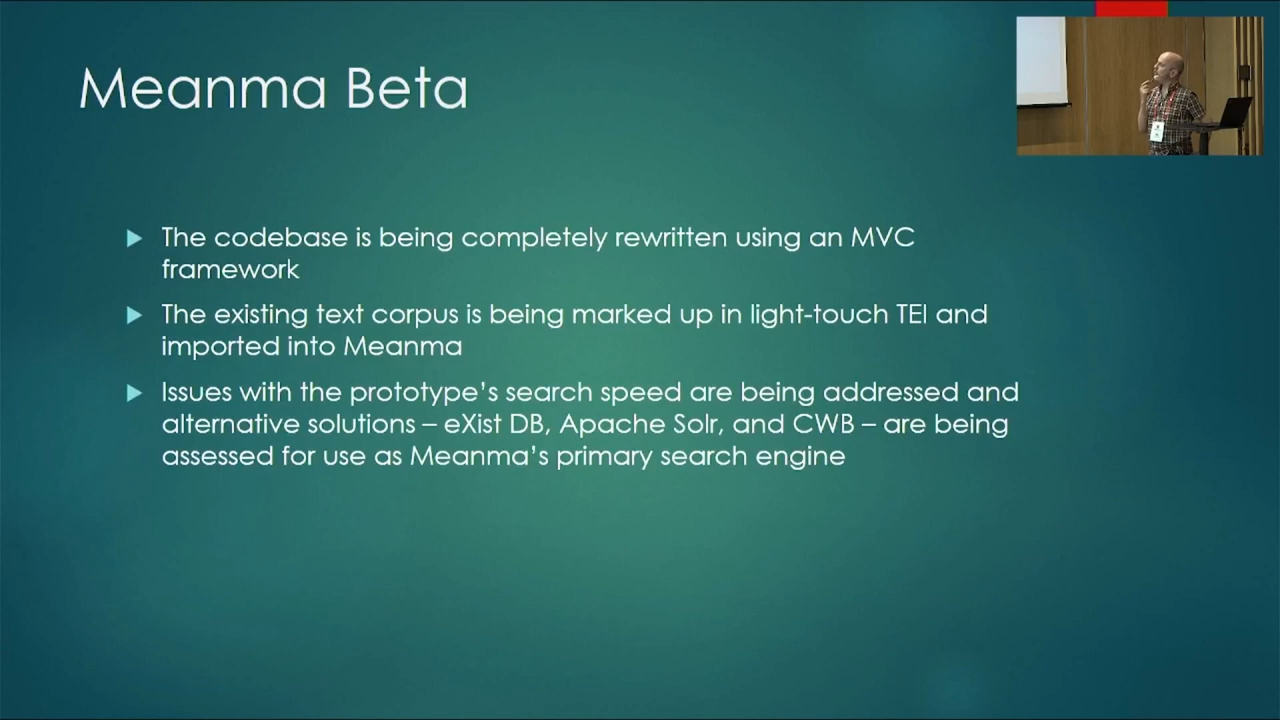 Meanma Beta
The codebase is being completely rewritten using an MVC
framework
The existing text corpus is being marked up in light-touch TEI and
imported into Meanma
Issues with the prototype's search speed are being addressed and
alternative solutions – eXist DB, Apache Solr, and CWB – are being
assessed for use as Meanma's primary search engine